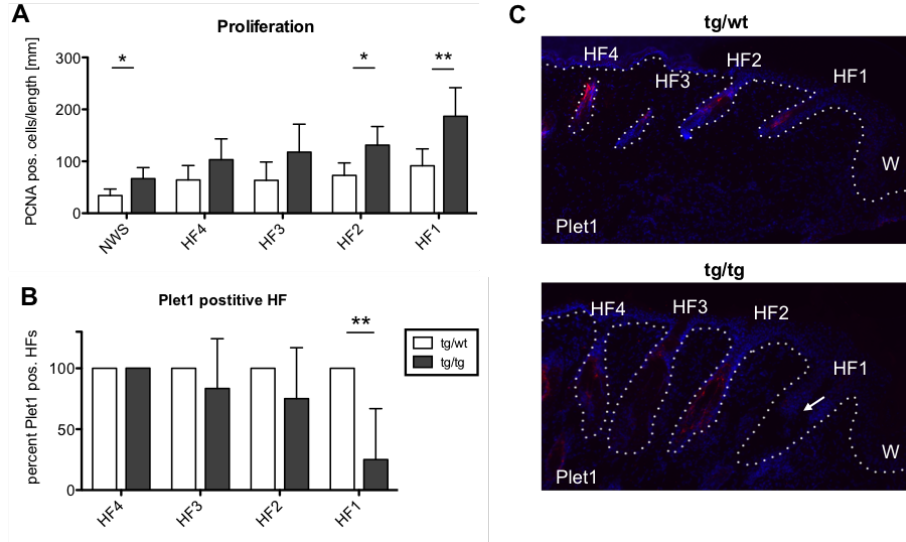 A
Proliferation
PCNA pos. cells/length [mm]
300
200
100
0
*
*
**
NWS
HF4
HF3
HF2
HF1
B
Plet1 postitive HF
percent Plet1 pos. HFs
100
50
0
**
HF4
HF3
HF2
HF1
tg/wt
tg/tg
C
tg/wt
HF4
HF3
HF2
HF1
W
Plet1
tg/tg
HF4
HF3
HF2
HF1
W
Plet1